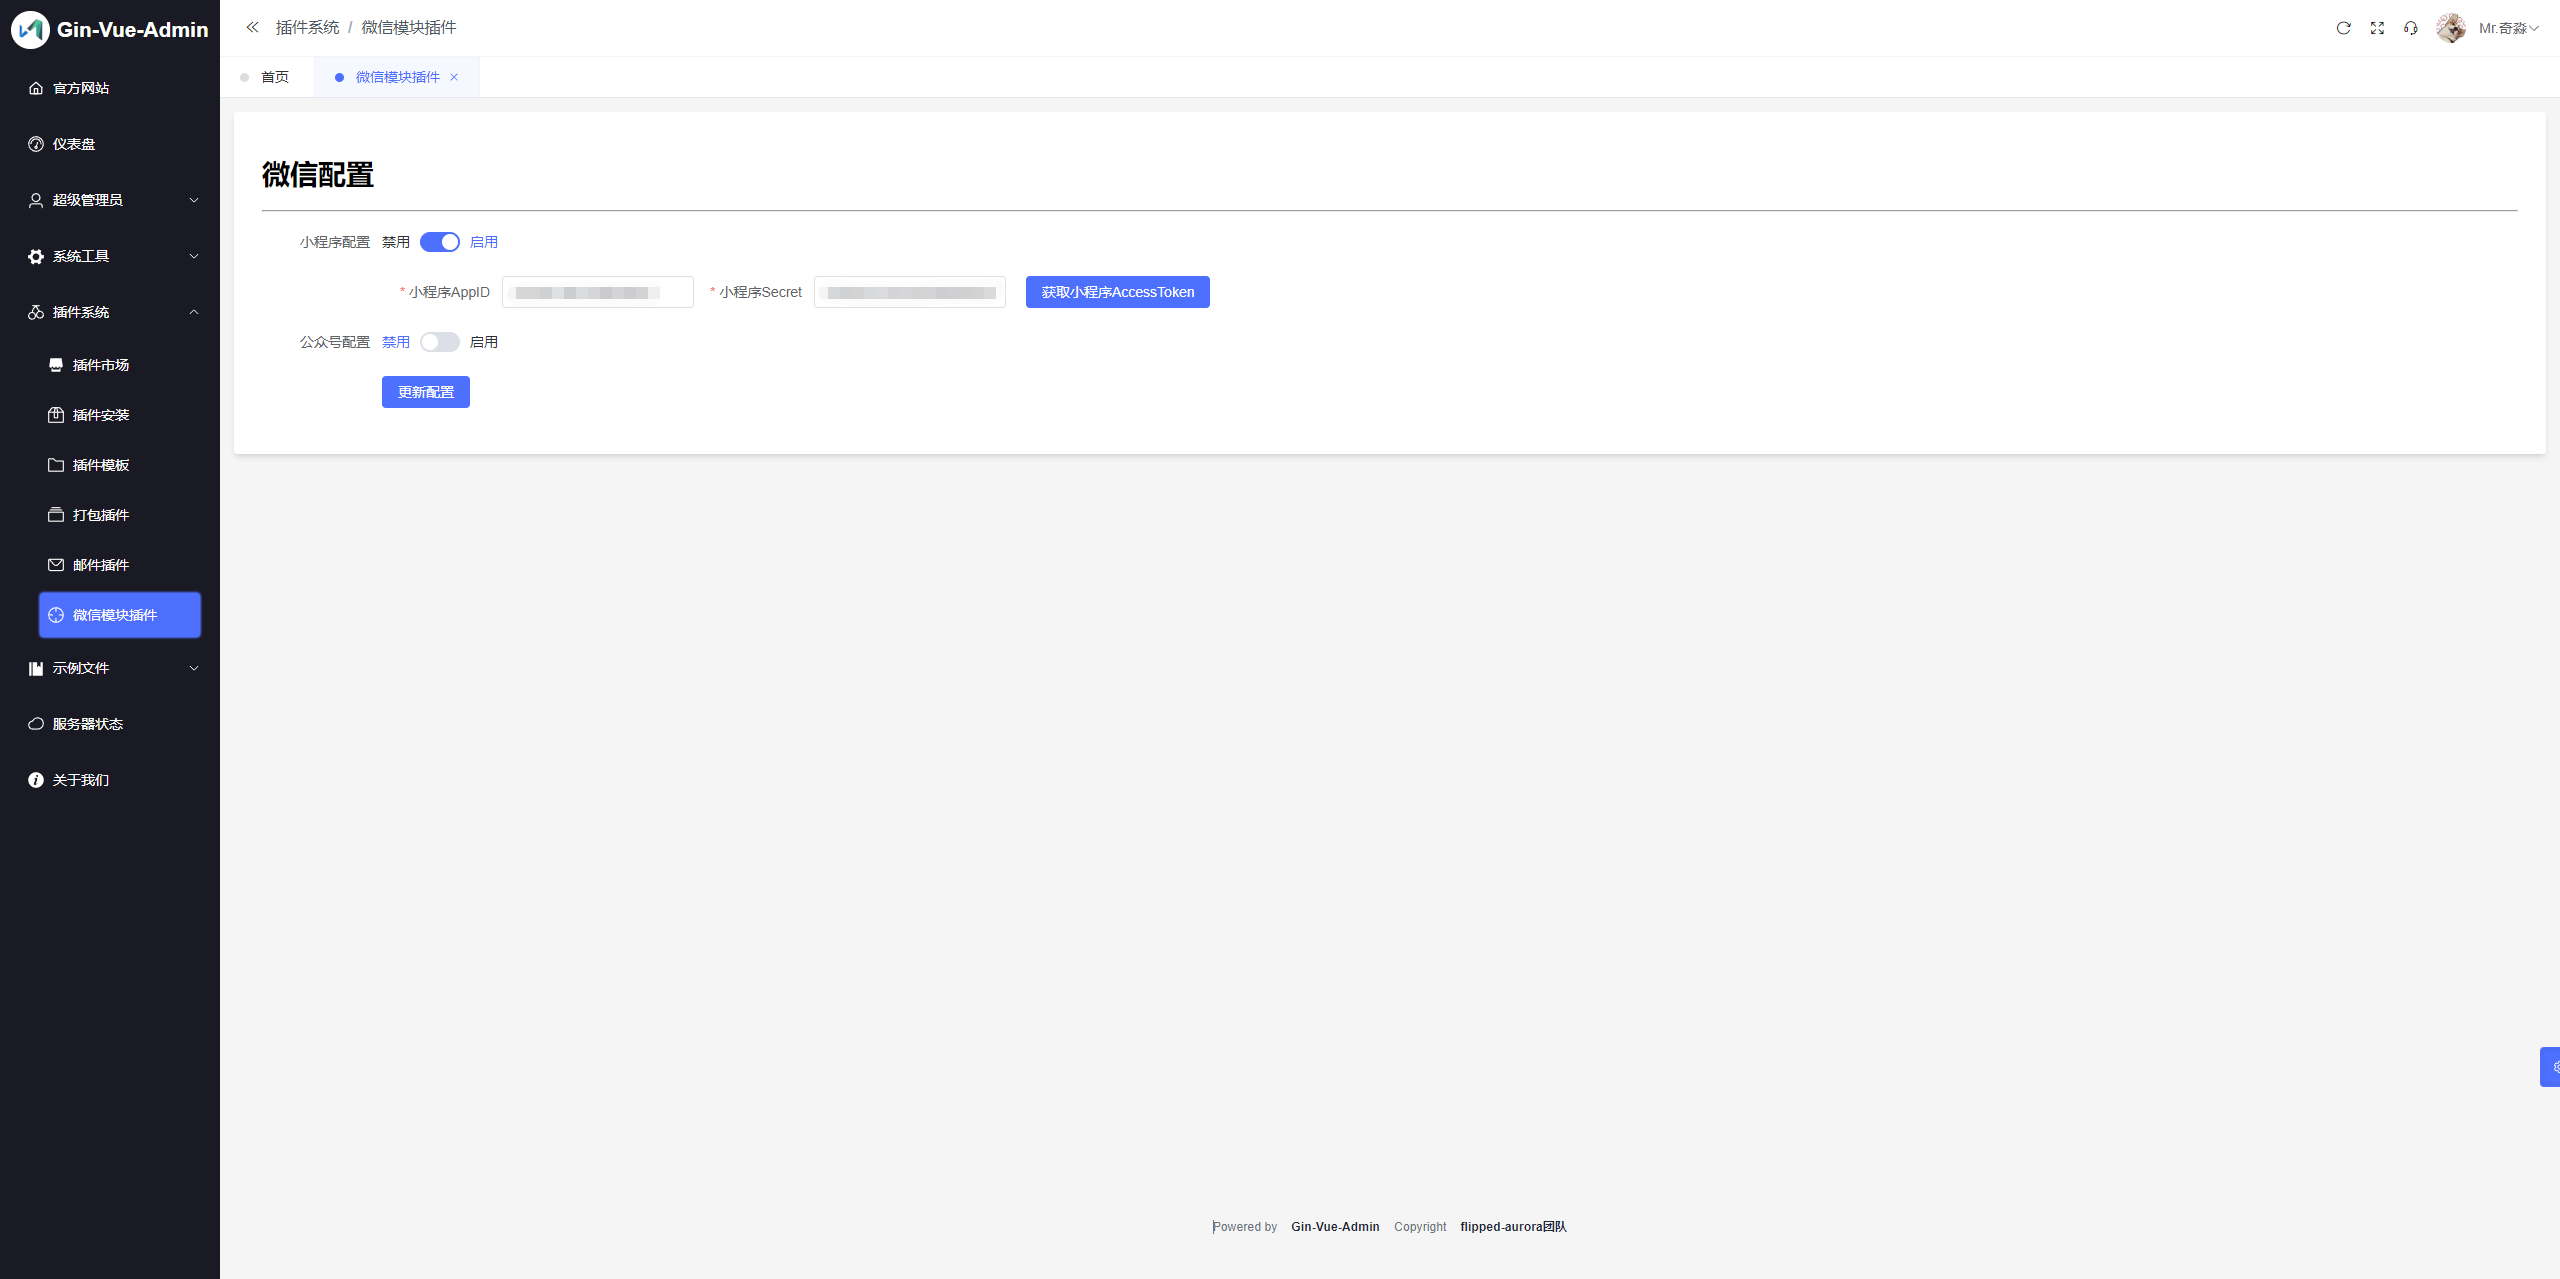 Gin-Vue-Admin
官方网站
仪表盘
超级管理员
系统工具
插件系统
插件市场
插件安装
插件模板
打包插件
邮件插件
微信模块插件
示例文件
服务器状态
关于我们
插件系统 / 微信模块插件
Mr.奇淼
首页
微信模块插件
微信配置
小程序配置 禁用 启用
* 小程序AppID
* 小程序Secret
获取小程序AccessToken
公众号配置 禁用 启用
更新配置
Powered by Gin-Vue-Admin Copyright flipped-aurora团队